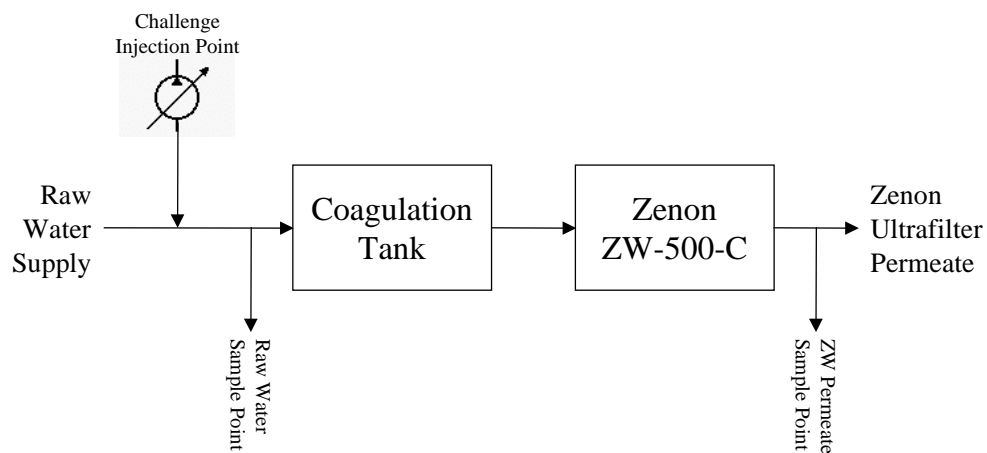 Challenge
Injection Point
Raw
Water
Supply
Coagulation
Tank
Zenon
ZW-500-C
Zenon
Ultrafilter
Permeate
Raw Water
Sample Point
ZW Permeate
Sample Point